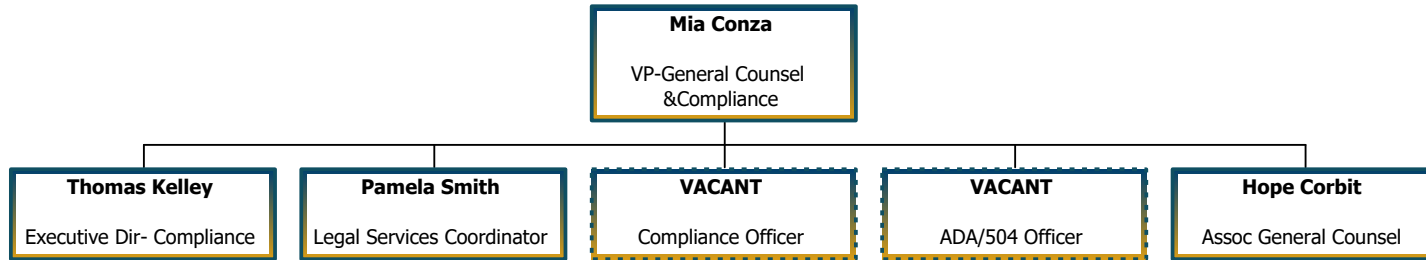 Mia Conza
VP-General Counsel
&Compliance
Thomas Kelley
Executive Dir- Compliance
Pamela Smith
Legal Services Coordinator
VACANT
Compliance Officer
VACANT
ADA/504 Officer
Hope Corbit
Assoc General Counsel